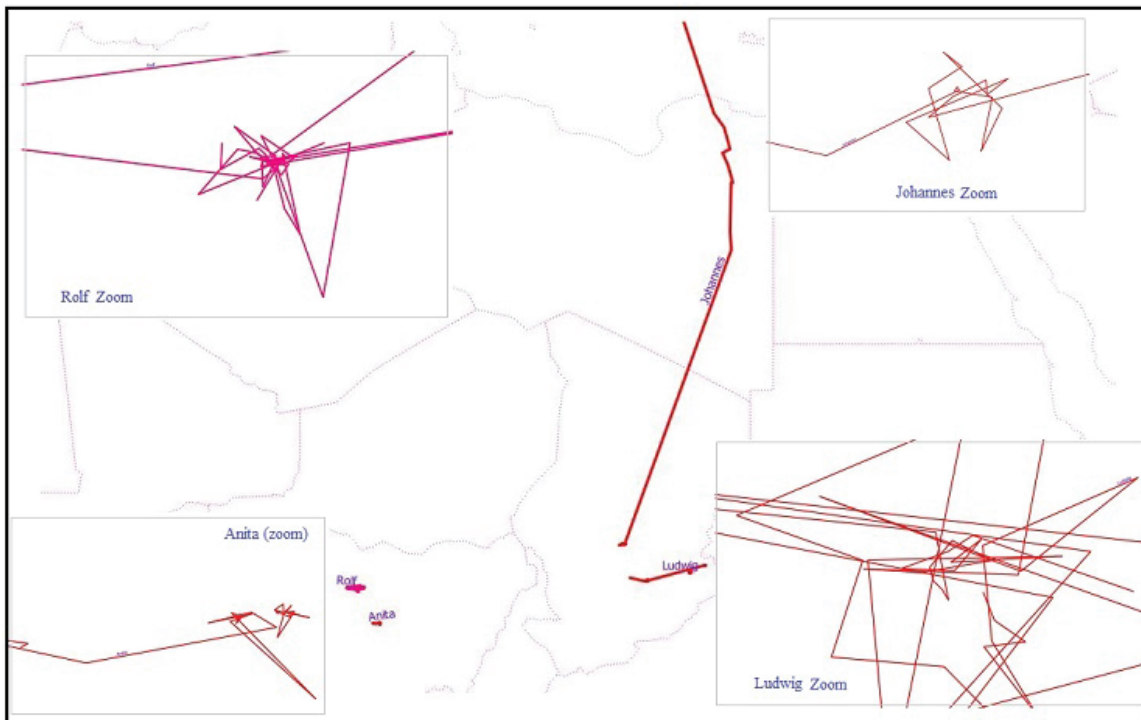 Rolf Zoom
Johannes Zoom
Johannes
Anita (zoom)
Rolf
Anita
Ludwig
Ludwig Zoom